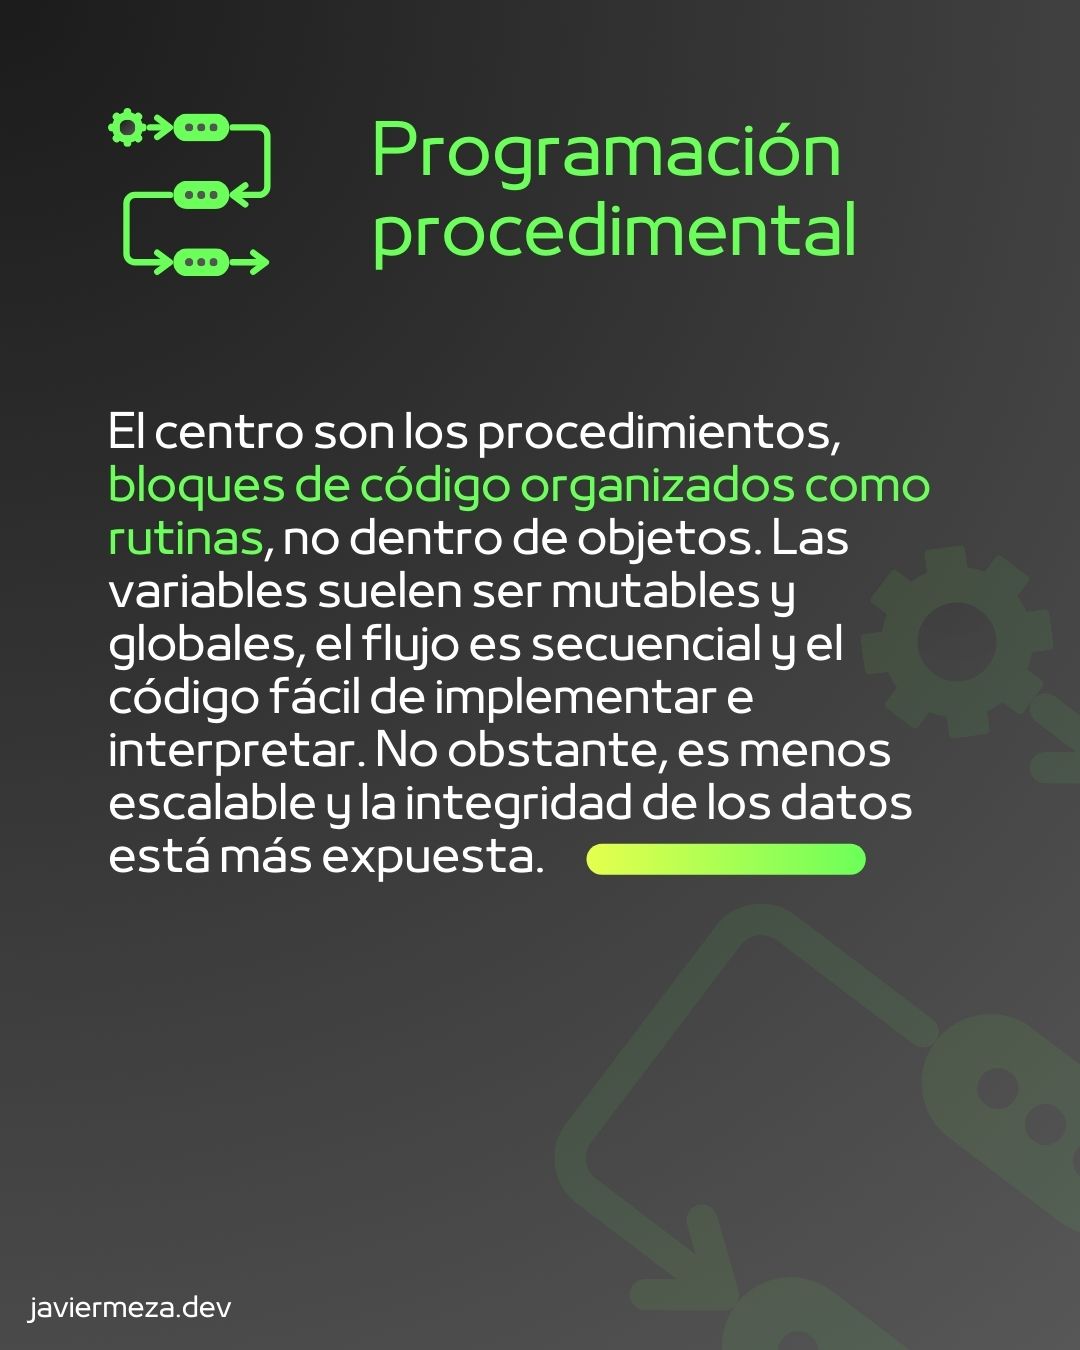 Programación
procedimental
El centro son los procedimientos,
bloques de código organizados como
rutinas, no dentro de objetos. Las
variables suelen ser mutables y
globales, el flujo es secuencial y el
código fácil de implementar e
interpretar. No obstante, es menos
escalable y la integridad de los datos
está más expuesta.
javiermeza.dev